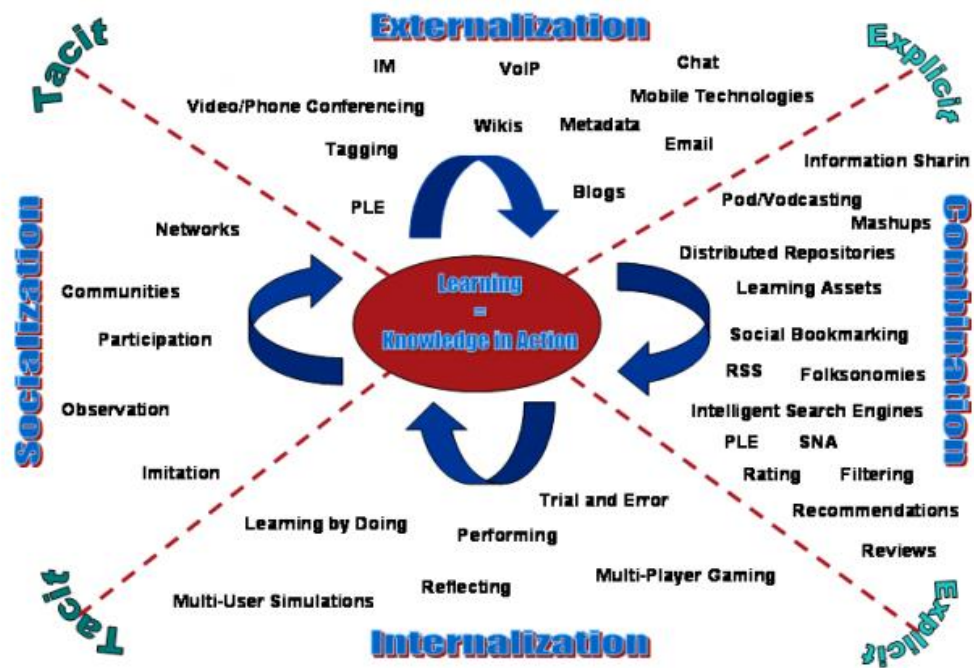 Externalization
Tacit
Explicit
IM
VoIP
Chat
Video/Phone Conferencing
Mobile Technologies
Wikis
Metadata
Tagging
Email
Information Sharin
PLE
Blogs
Pod/Vodcasting
Mashups
Networks
Distributed Repositories
Socialization
Combination
Learning
=
Knowledge in Action
Communities
Learning Assets
Participation
Social Bookmarking
RSS
Folksonomies
Observation
Intelligent Search Engines
PLE
SNA
Imitation
Rating
Filtering
Trial and Error
Recommendations
Learning by Doing
Performing
Reviews
Multi-Player Gaming
Reflecting
Multi-User Simulations
Tacit
Explicit
Internalization